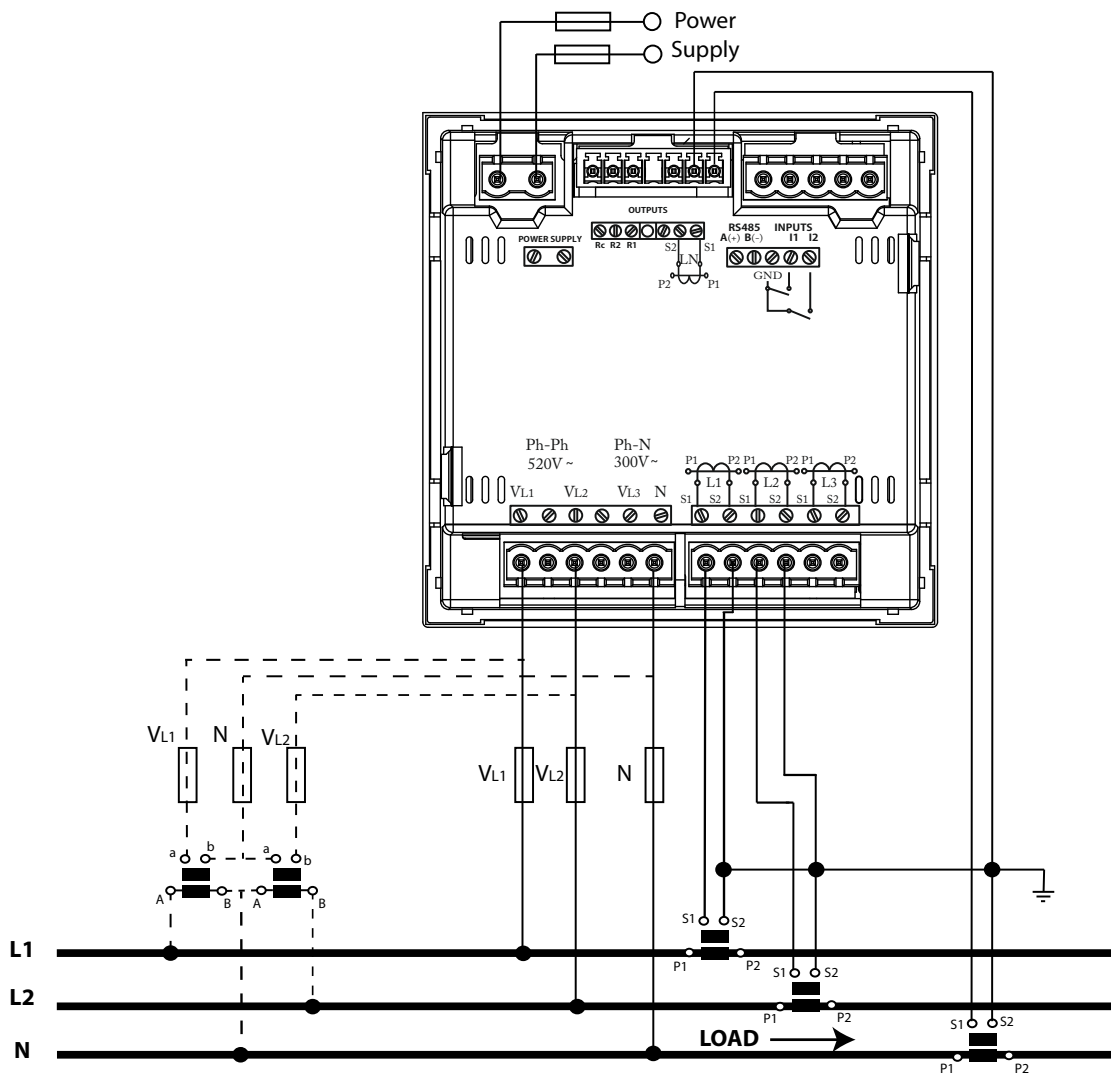 Power
Supply
OUTPUTS
Rc R2 R1 S2 S1
LN
P2 P1
POWER SUPPLY
RS485 INPUTS
A(+) B(-) I1 I2
GND
Ph-Ph Ph-N
520V ~ 300V ~
P1 P2 P1 P2 P1 P2
L1 L2 L3
VL1 VL2 VL3 N S1 S2 S1 S2 S1 S2
VL1 N VL2 VL1 VL2 N
a b a b
A B A B
S1 S2
L1
P1 P2
S1 S2
L2
P1 P2
S1 S2
LOAD
N
P1 P2